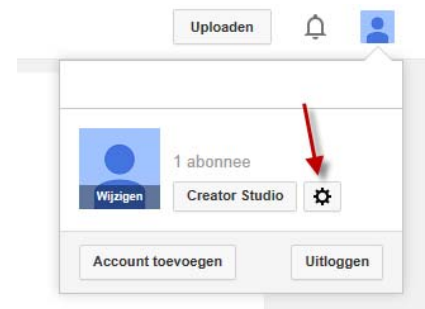 Uploaden
1 abonnee
Wijzigen
Creator Studio
Account toevoegen
Uitloggen